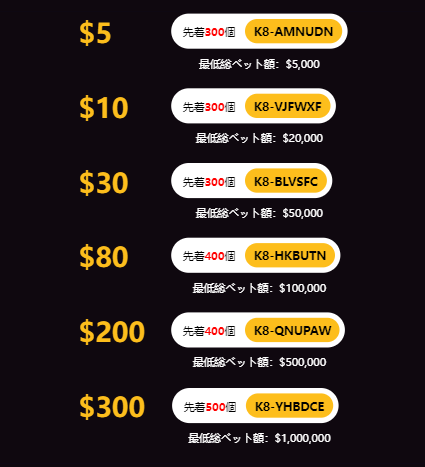 $5
先着300個 K8-AMNUDN
最低総ベット額：$5,000
$10
先着300個 K8-VJFWXF
最低総ベット額：$20,000
$30
先着300個 K8-BLVSFC
最低総ベット額：$50,000
$80
先着400個 K8-HKBUTN
最低総ベット額：$100,000
$200
先着400個 K8-QNUPAW
最低総ベット額：$500,000
$300
先着500個 K8-YHBDCE
最低総ベット額：$1,000,000